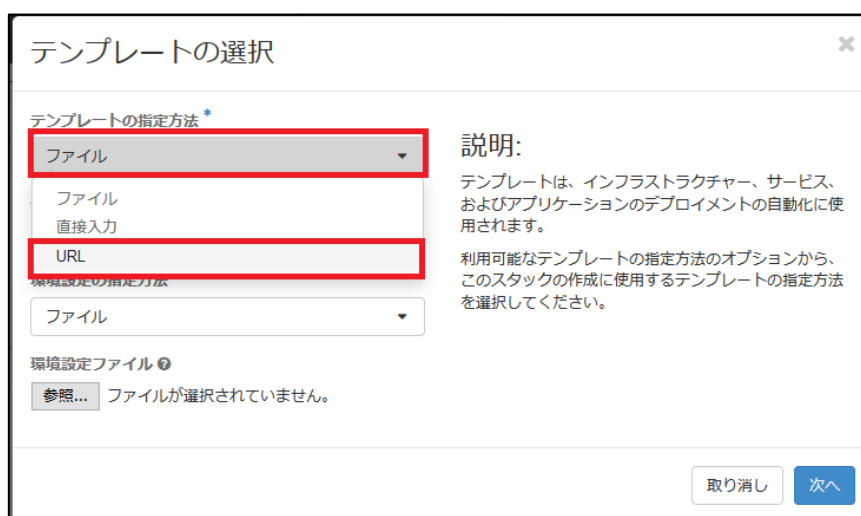 テンプレートの選択
×
テンプレートの指定方法 *
ファイル
ファイル
直接入力
URL
環境設定の指定方法
ファイル
環境設定ファイル
参照... ファイルが選択されていません。
説明:
テンプレートは、インフラストラクチャー、サービス、
およびアプリケーションのデプロイメントの自動化に使
用されます。
利用可能なテンプレートの指定方法のオプションから、
このスタックの作成に使用するテンプレートの指定方法
を選択してください。
取り消し
次へ